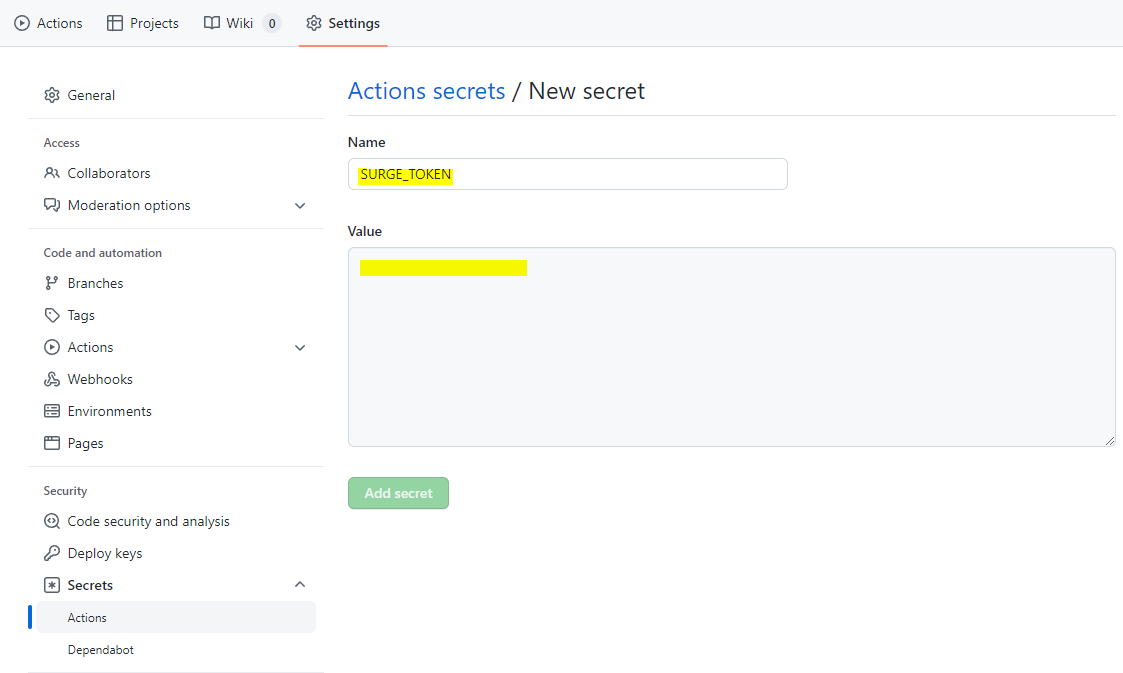 Actions Projects Wiki 0 Settings
General
Access
Collaborators
Moderation options
Code and automation
Branches
Tags
Actions
Webhooks
Environments
Pages
Security
Code security and analysis
Deploy keys
Secrets
Actions
Dependabot
Actions secrets / New secret
Name
SURGE_TOKEN
Value
Add secret